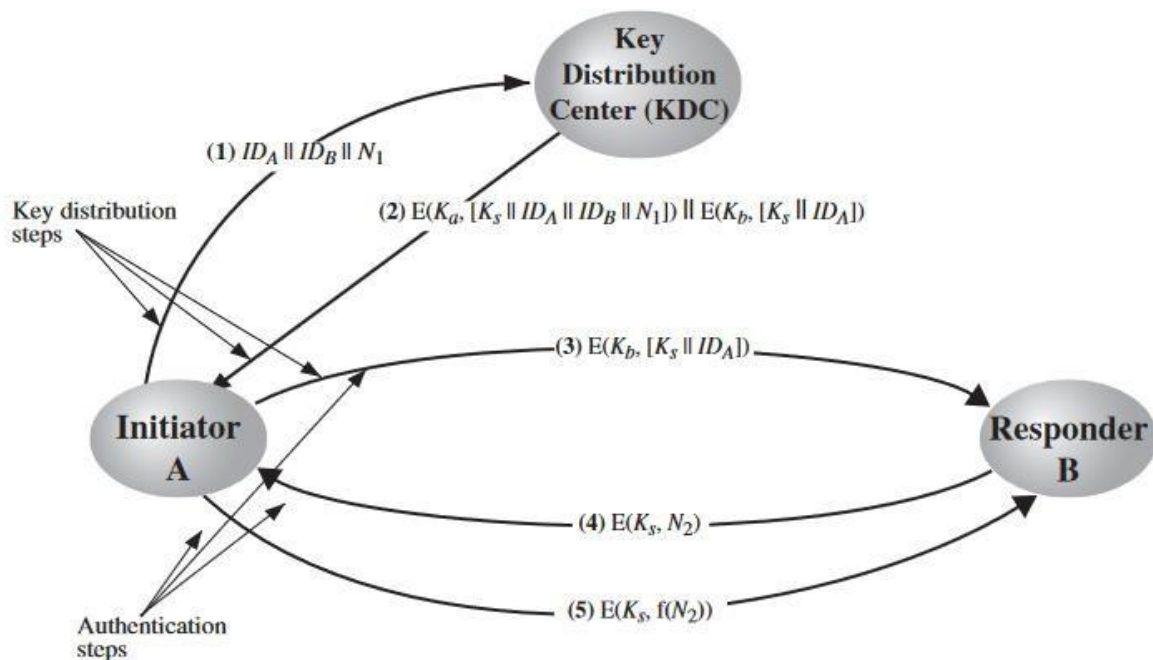 Key
Distribution
Center (KDC)
(1) ID_A || ID_B || N_1
Key distribution
steps
(2) E(K_a, [K_s || ID_A || ID_B || N_1]) || E(K_b, [K_s || ID_A])
(3) E(K_b, [K_s || ID_A])
Initiator
A
Responder
B
(4) E(K_s, N_2)
(5) E(K_s, f(N_2))
Authentication
steps